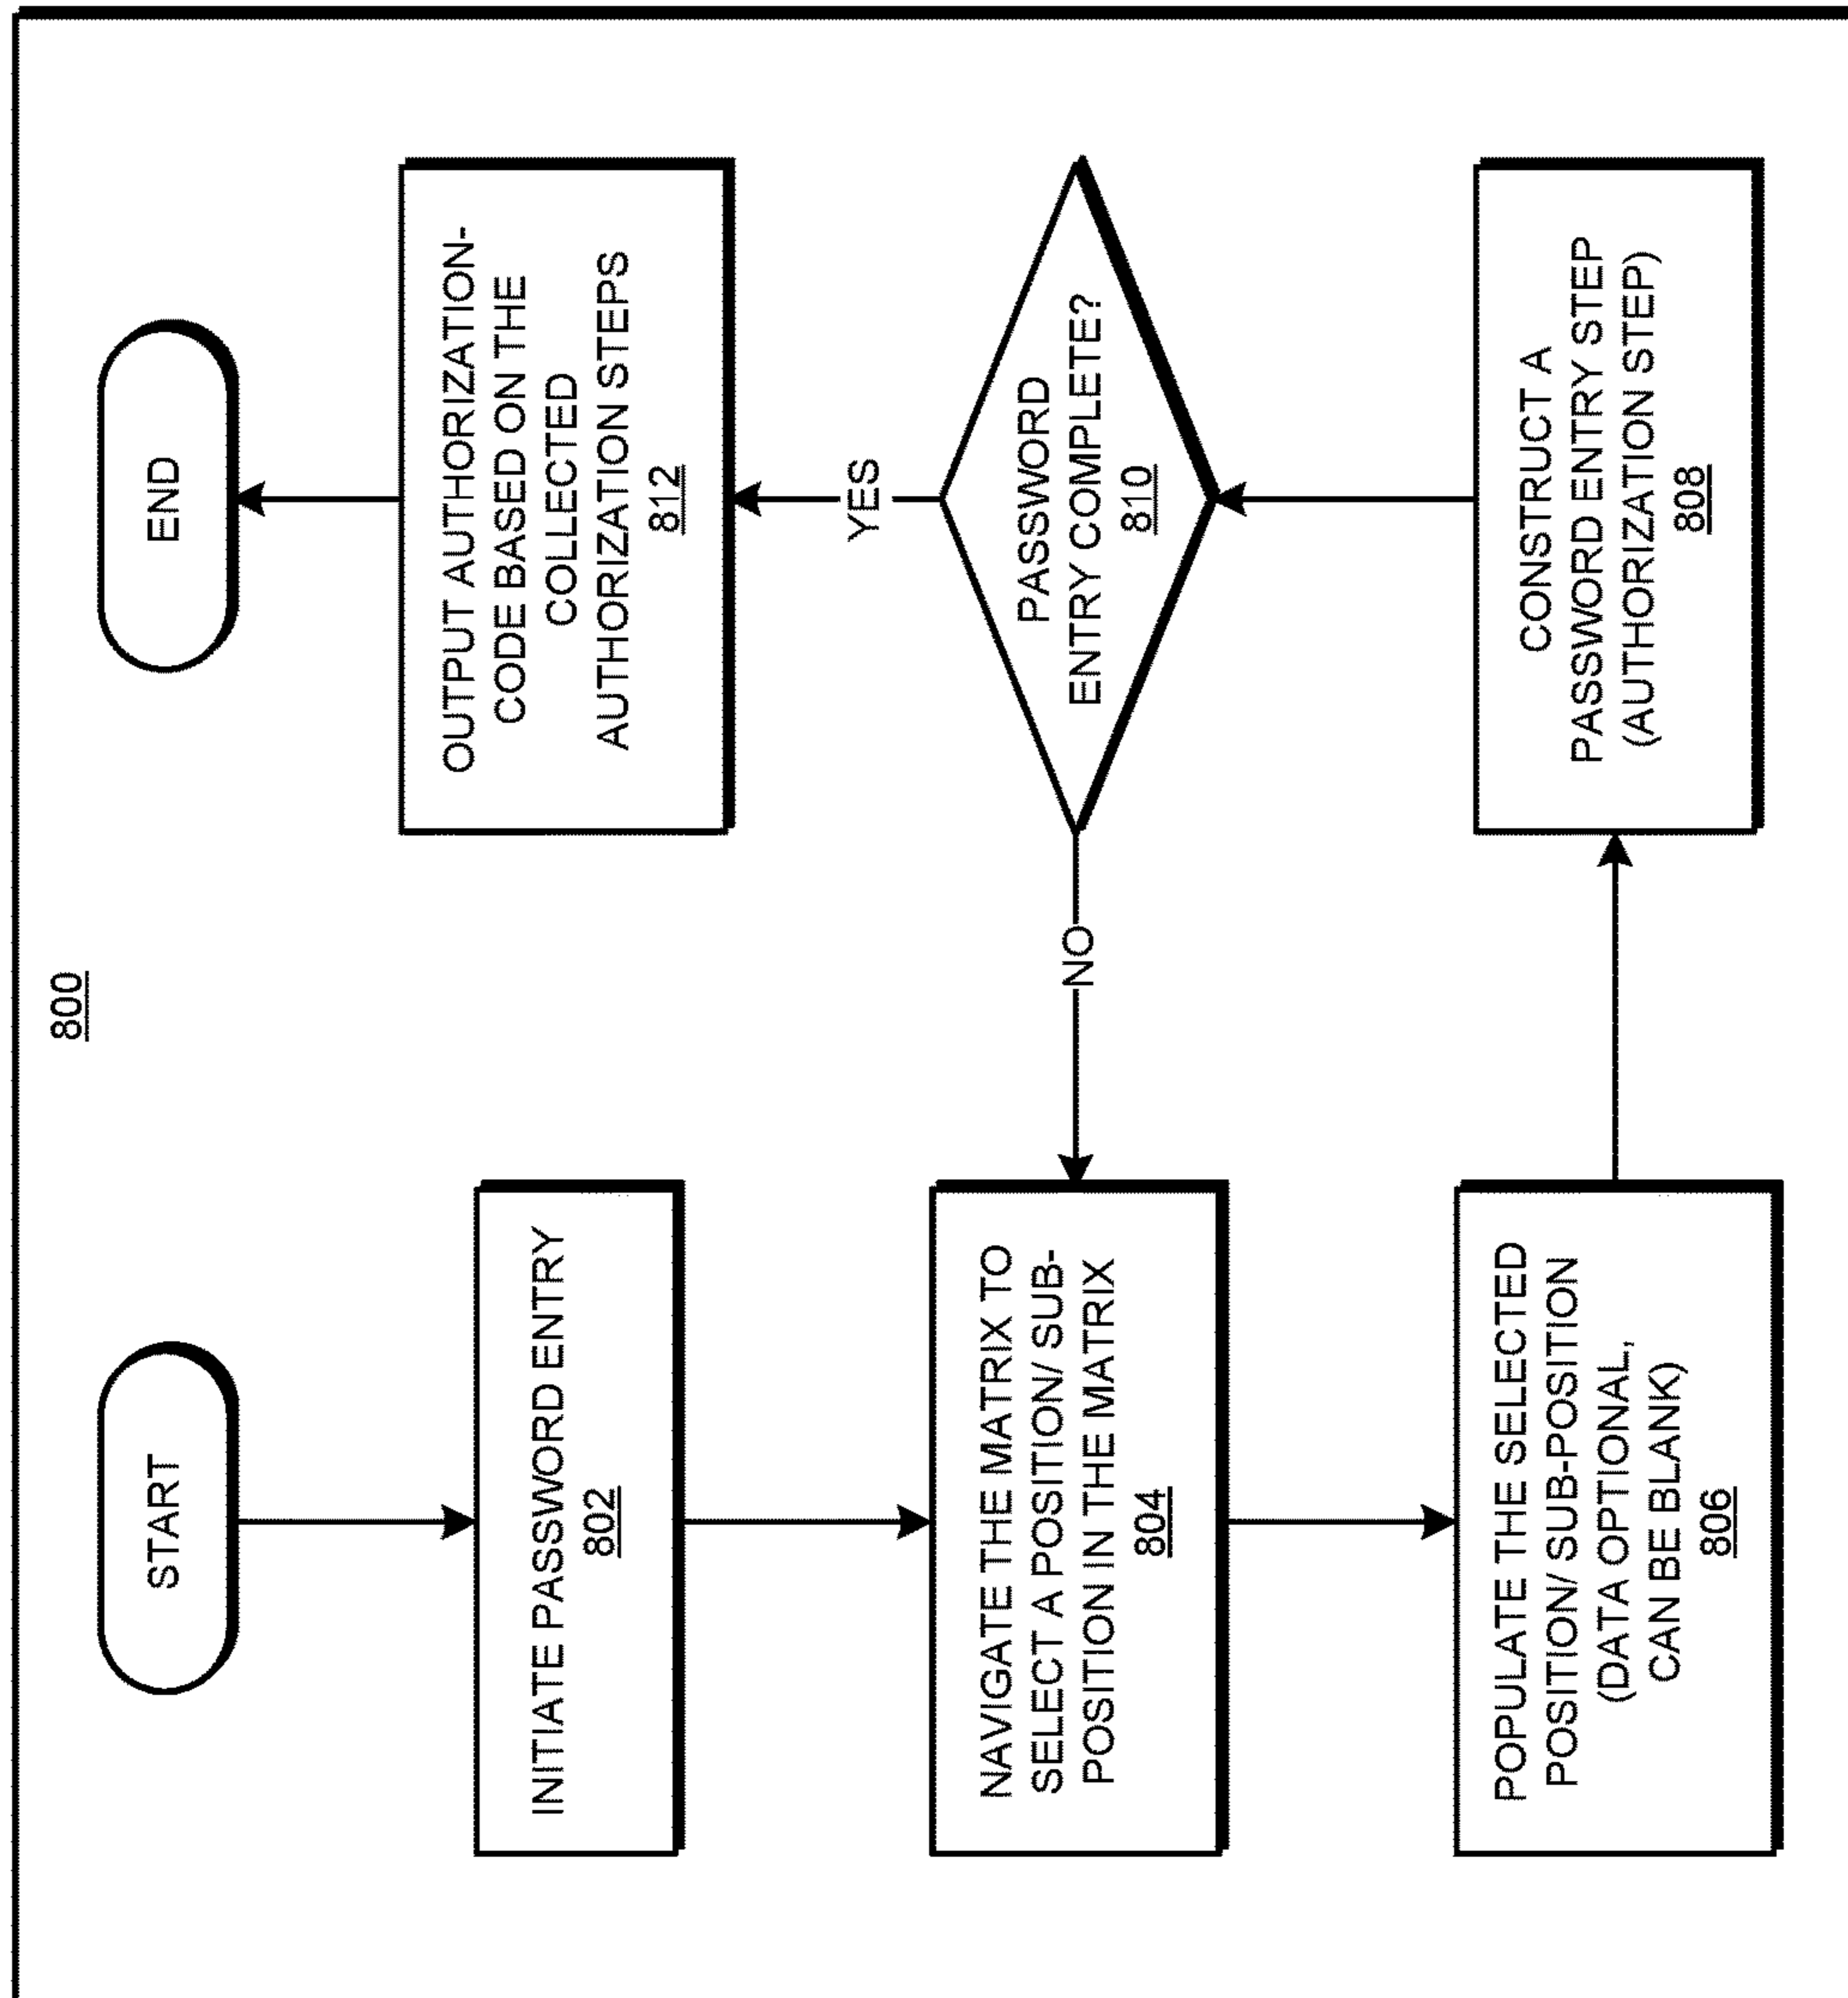 800
START
INITIATE PASSWORD ENTRY
802
NAVIGATE THE MATRIX TO
SELECT A POSITION/ SUB-
POSITION IN THE MATRIX
804
POPULATE THE SELECTED
POSITION/ SUB-POSITION
(DATA OPTIONAL,
CAN BE BLANK)
806
CONSTRUCT A
PASSWORD ENTRY STEP
(AUTHORIZATION STEP)
808
PASSWORD
ENTRY COMPLETE?
810
NO
YES
OUTPUT AUTHORIZATION-
CODE BASED ON THE
COLLECTED
AUTHORIZATION STEPS
812
END